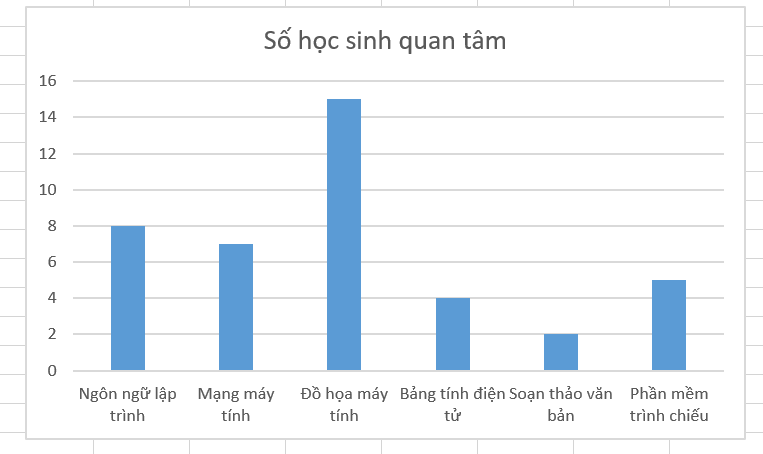 Số học sinh quan tâm
16
14
12
10
8
6
4
2
0
Ngôn ngữ lập
trình
Mạng máy
tính
Đồ họa máy
tính
Bảng tính điện
tử
Soạn thảo văn
bản
Phần mềm
trình chiếu